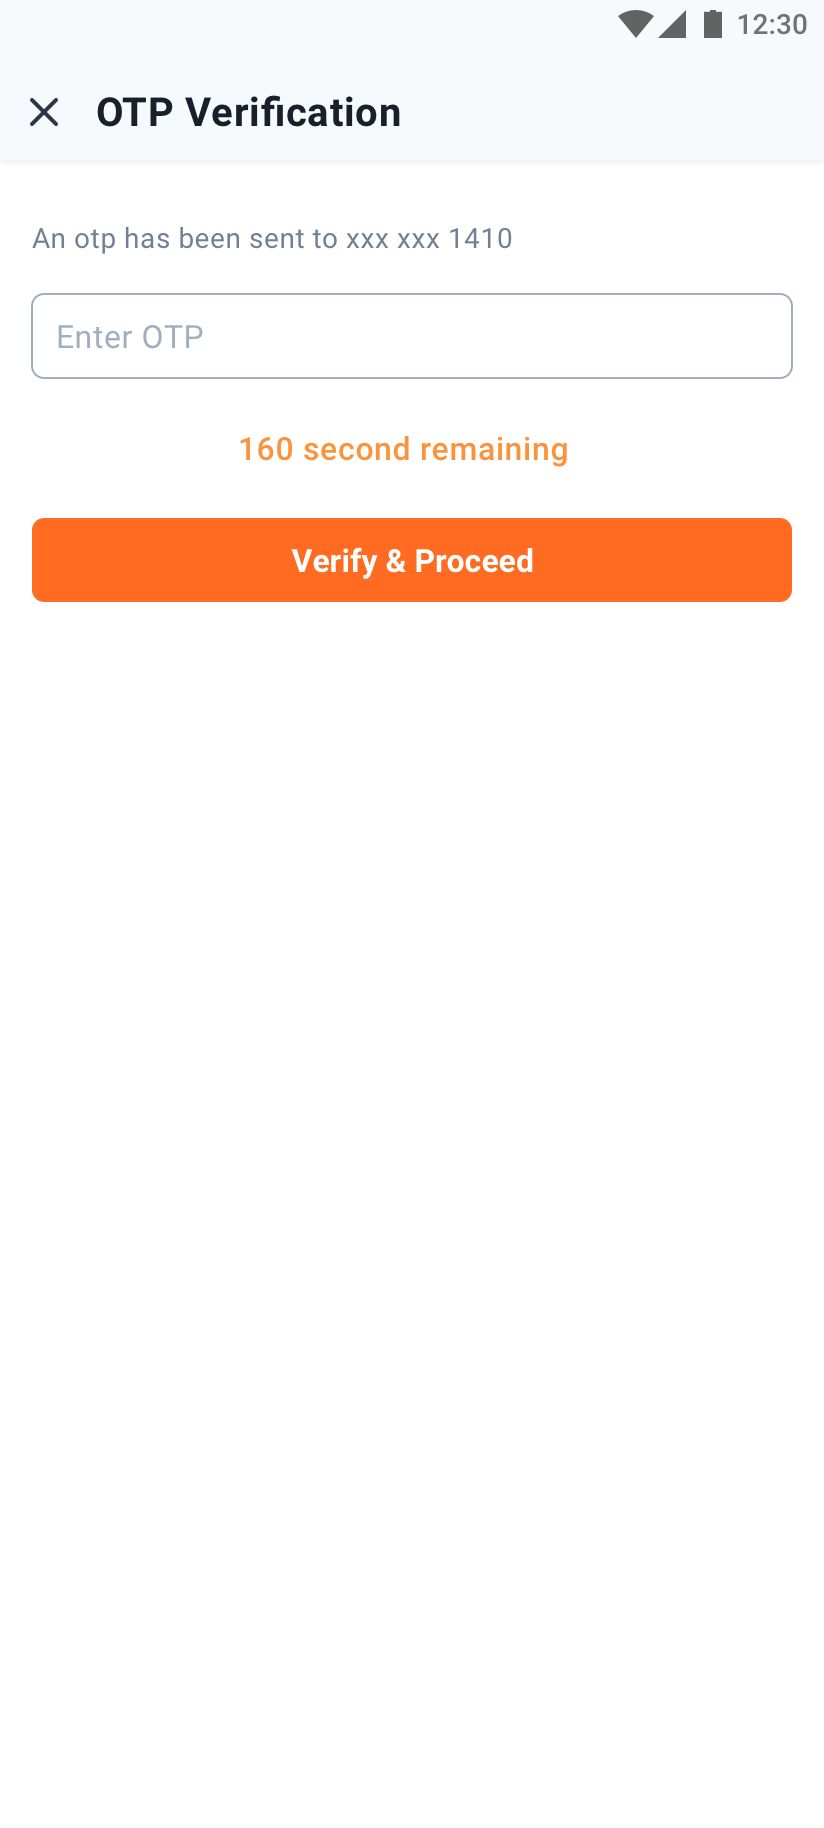 12:30
OTP Verification
An otp has been sent to xxx xxx 1410
Enter OTP
160 second remaining
Verify & Proceed